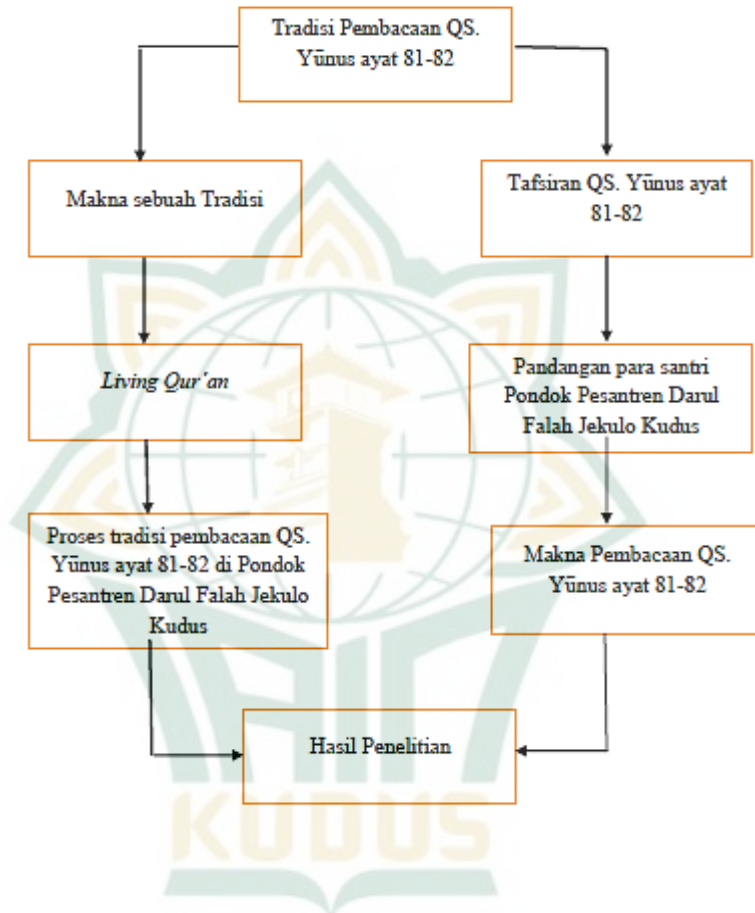 Tradisi Pembacaan QS.
Yūnus ayat 81-82
Makna sebuah Tradisi
Tafsiran QS. Yūnus ayat
81-82
Living Qur'an
Pandangan para santri
Pondok Pesantren Darul
Falah Jekulo Kudus
Proses tradisi pembacaan QS.
Yūnus ayat 81-82 di Pondok
Pesantren Darul Falah Jekulo
Kudus
Makna Pembacaan QS.
Yūnus ayat 81-82
Hasil Penelitian
IAIN
KUDUS